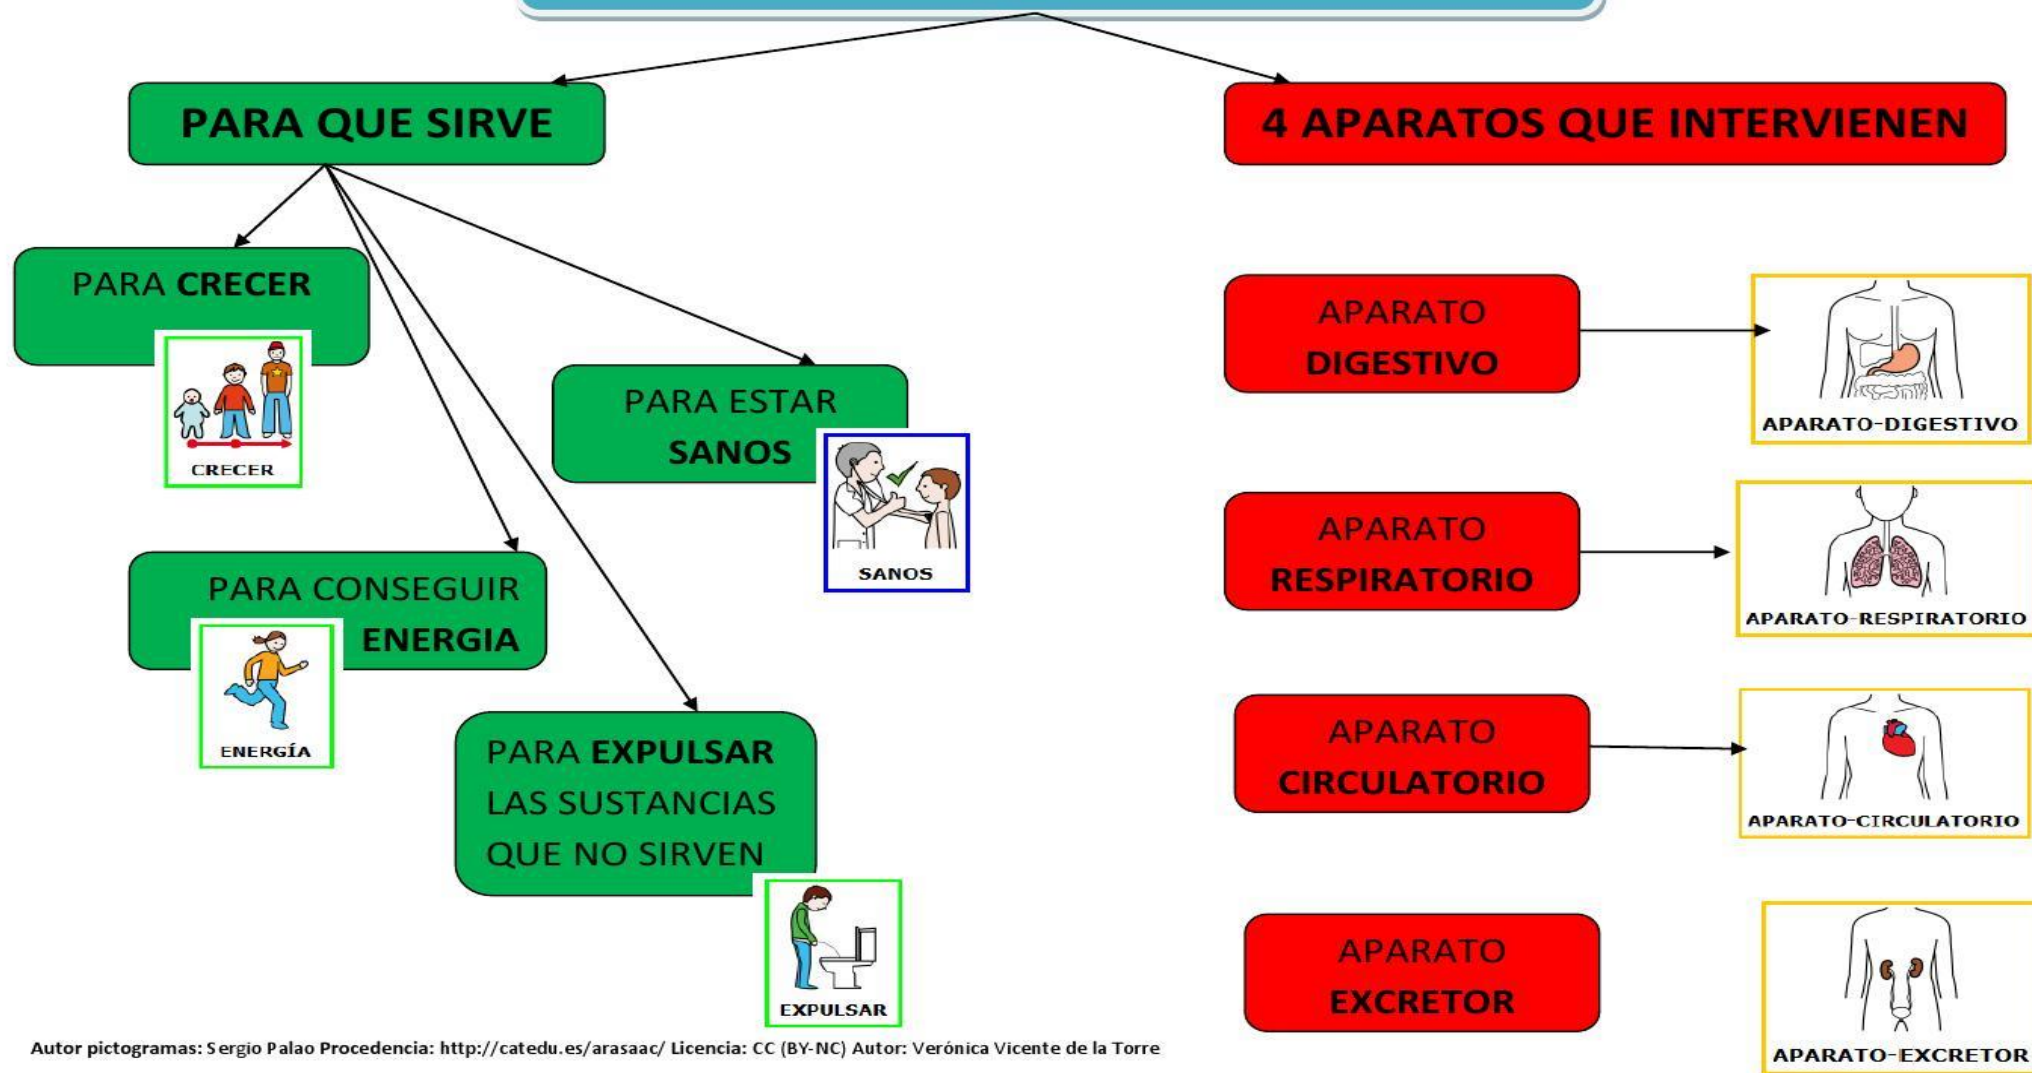 PARA QUE SIRVE
4 APARATOS QUE INTERVIENEN
PARA CRECER
CRECER
PARA ESTAR
SANOS
SANOS
PARA CONSEGUIR
ENERGIA
ENERGÍA
PARA EXPULSAR
LAS SUSTANCIAS
QUE NO SIRVEN
EXPULSAR
APARATO
DIGESTIVO
APARATO-DIGESTIVO
APARATO
RESPIRATORIO
APARATO-RESPIRATORIO
APARATO
CIRCULATORIO
APARATO-CIRCULATORIO
APARATO
EXCRETOR
APARATO-EXCRETOR
Autor pictogramas: Sergio Palao Procedencia: http://catedu.es/arasaac/ Licencia: CC (BY-NC) Autor: Verónica Vicente de la Torre